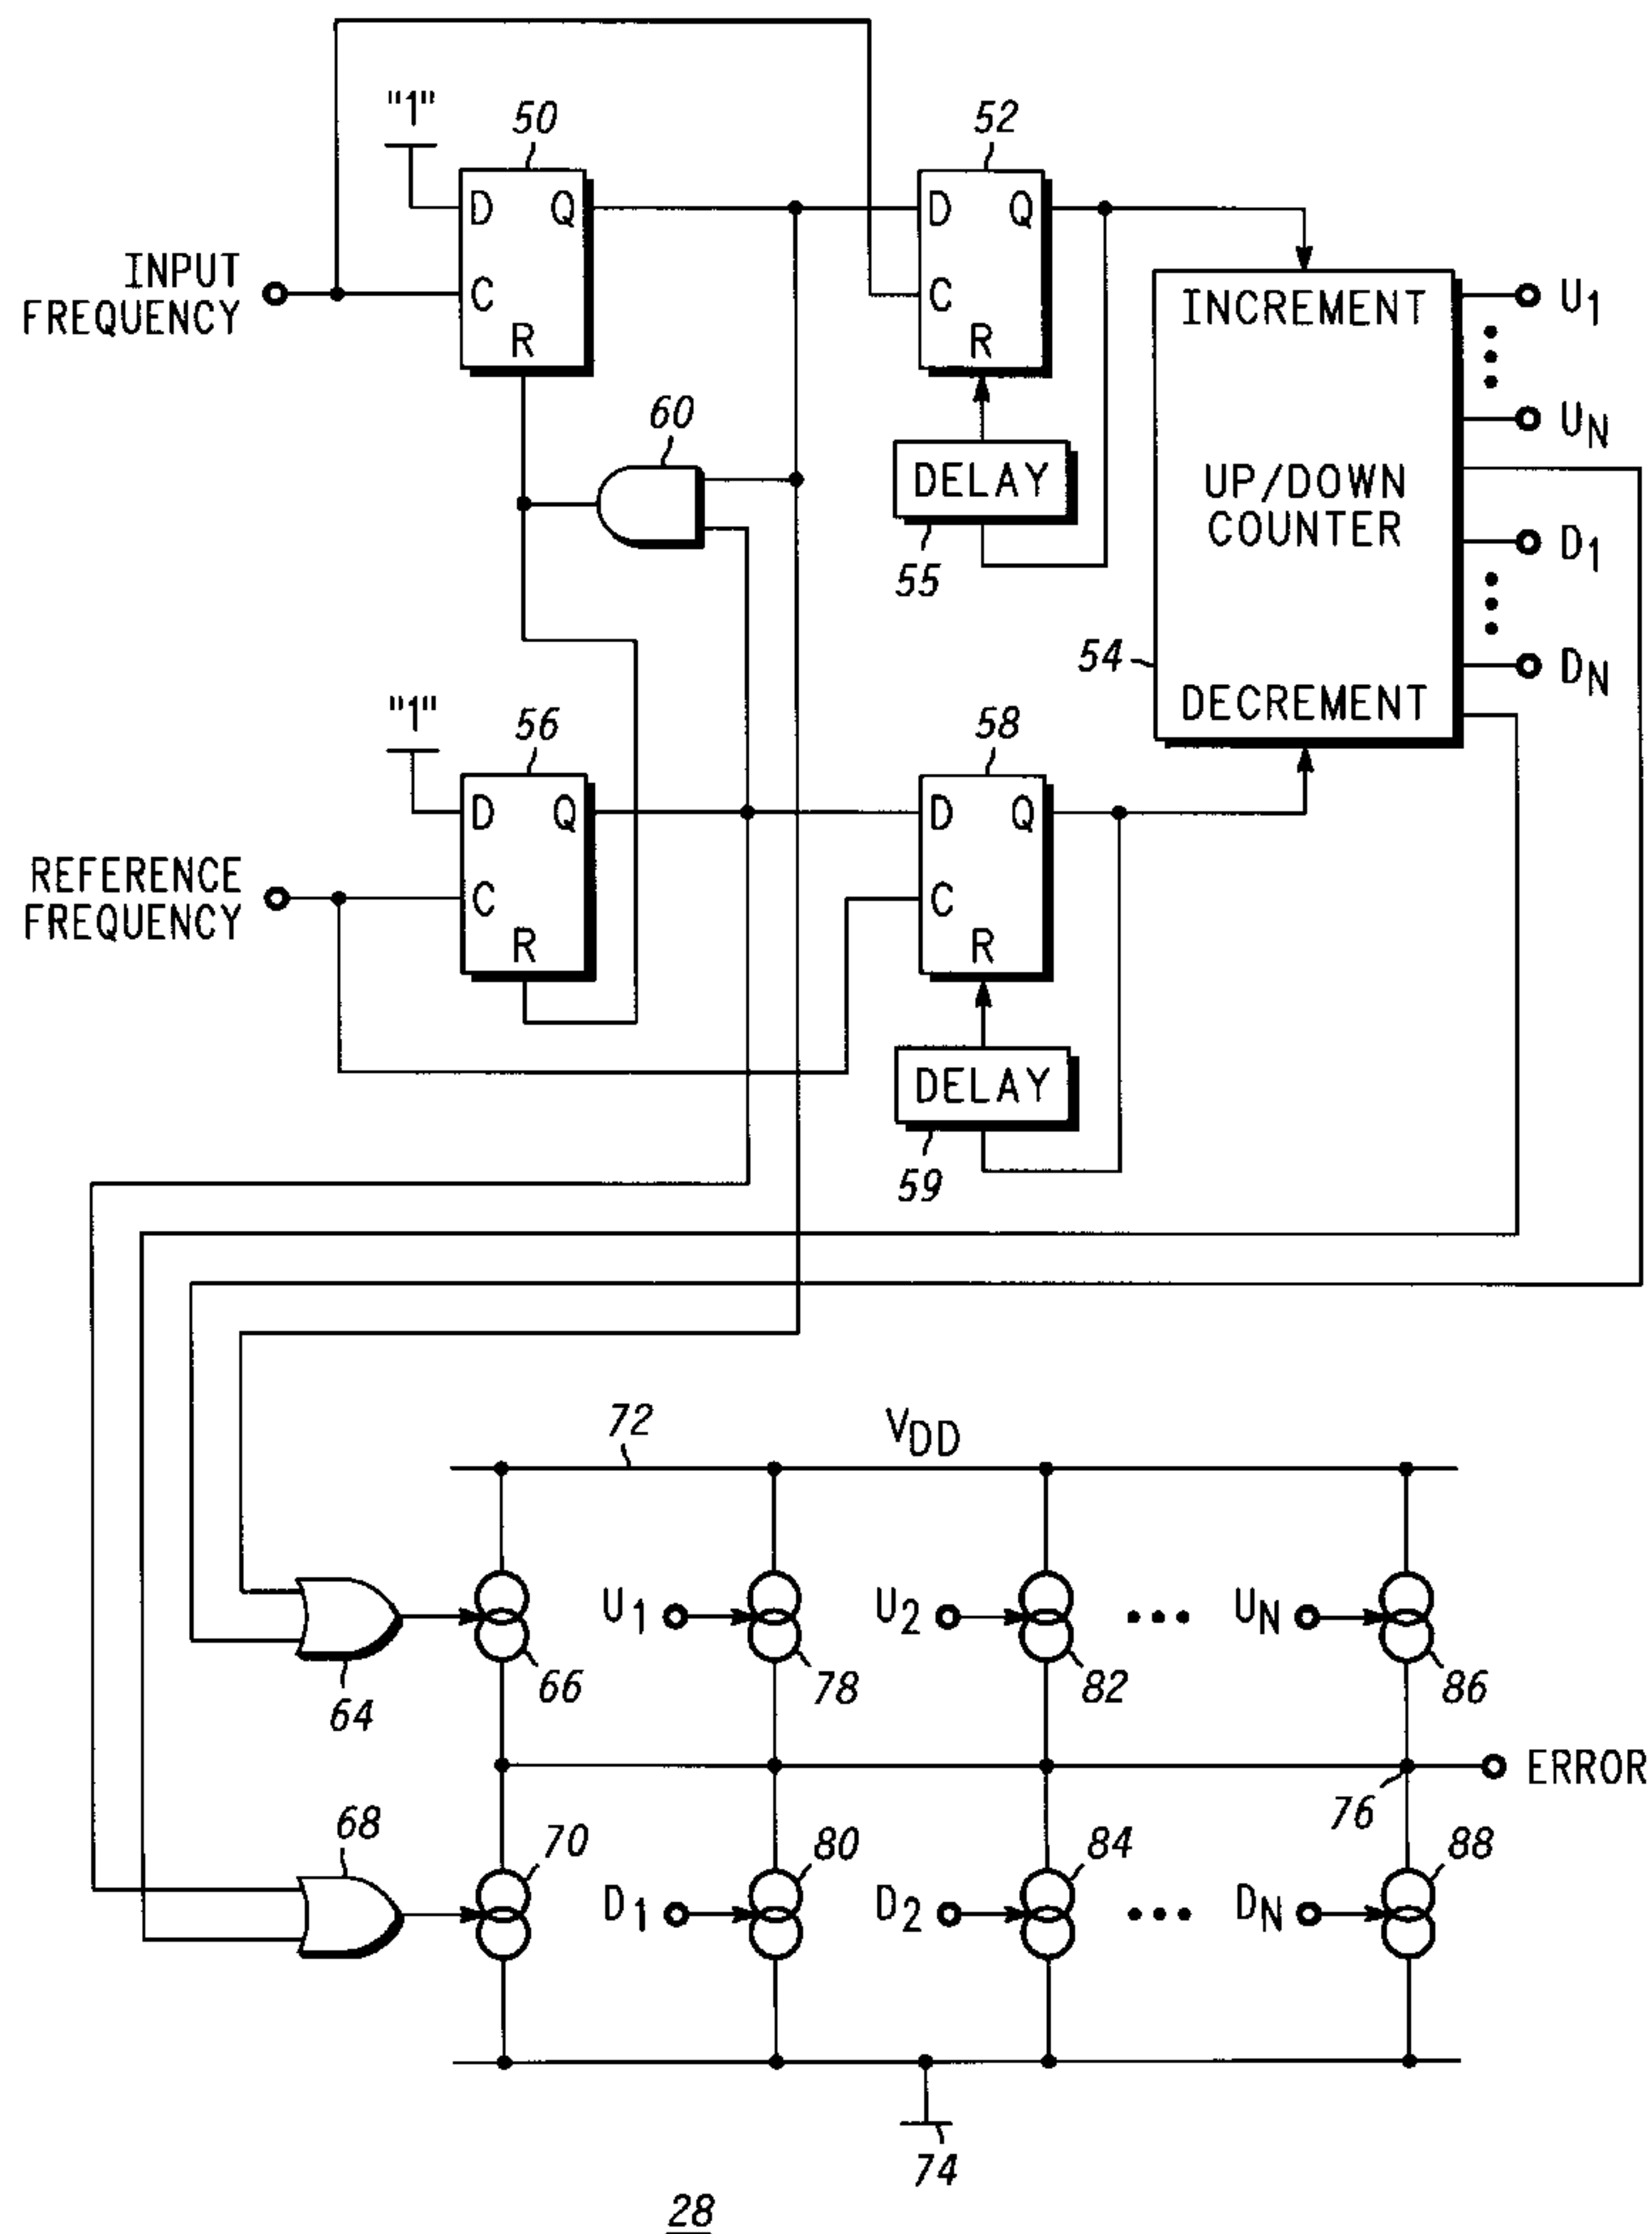 "1"
50
52
D Q
C
R
D Q
C
R
INPUT
FREQUENCY
INCREMENT
UP/DOWN
COUNTER
DECREMENT
54
U1
UN
D1
DN
60
DELAY
55
"1"
56
58
D Q
C
R
D Q
C
R
REFERENCE
FREQUENCY
DELAY
59
72
VDD
64
66
U1
78
U2
82
UN
86
76
ERROR
68
70
D1
80
D2
84
DN
88
74
28